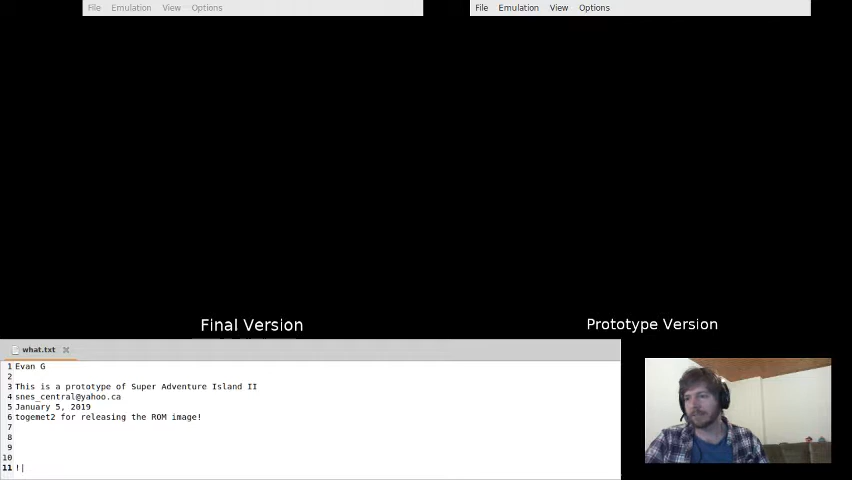 File Emulation View Options
File Emulation View Options
Final Version
Prototype Version
what.txt
1 Evan G
2
3 This is a prototype of Super Adventure Island II
4 snes_central@yahoo.ca
5 January 5, 2019
6 togemet2 for releasing the ROM image!
7
8
9
10
11 !